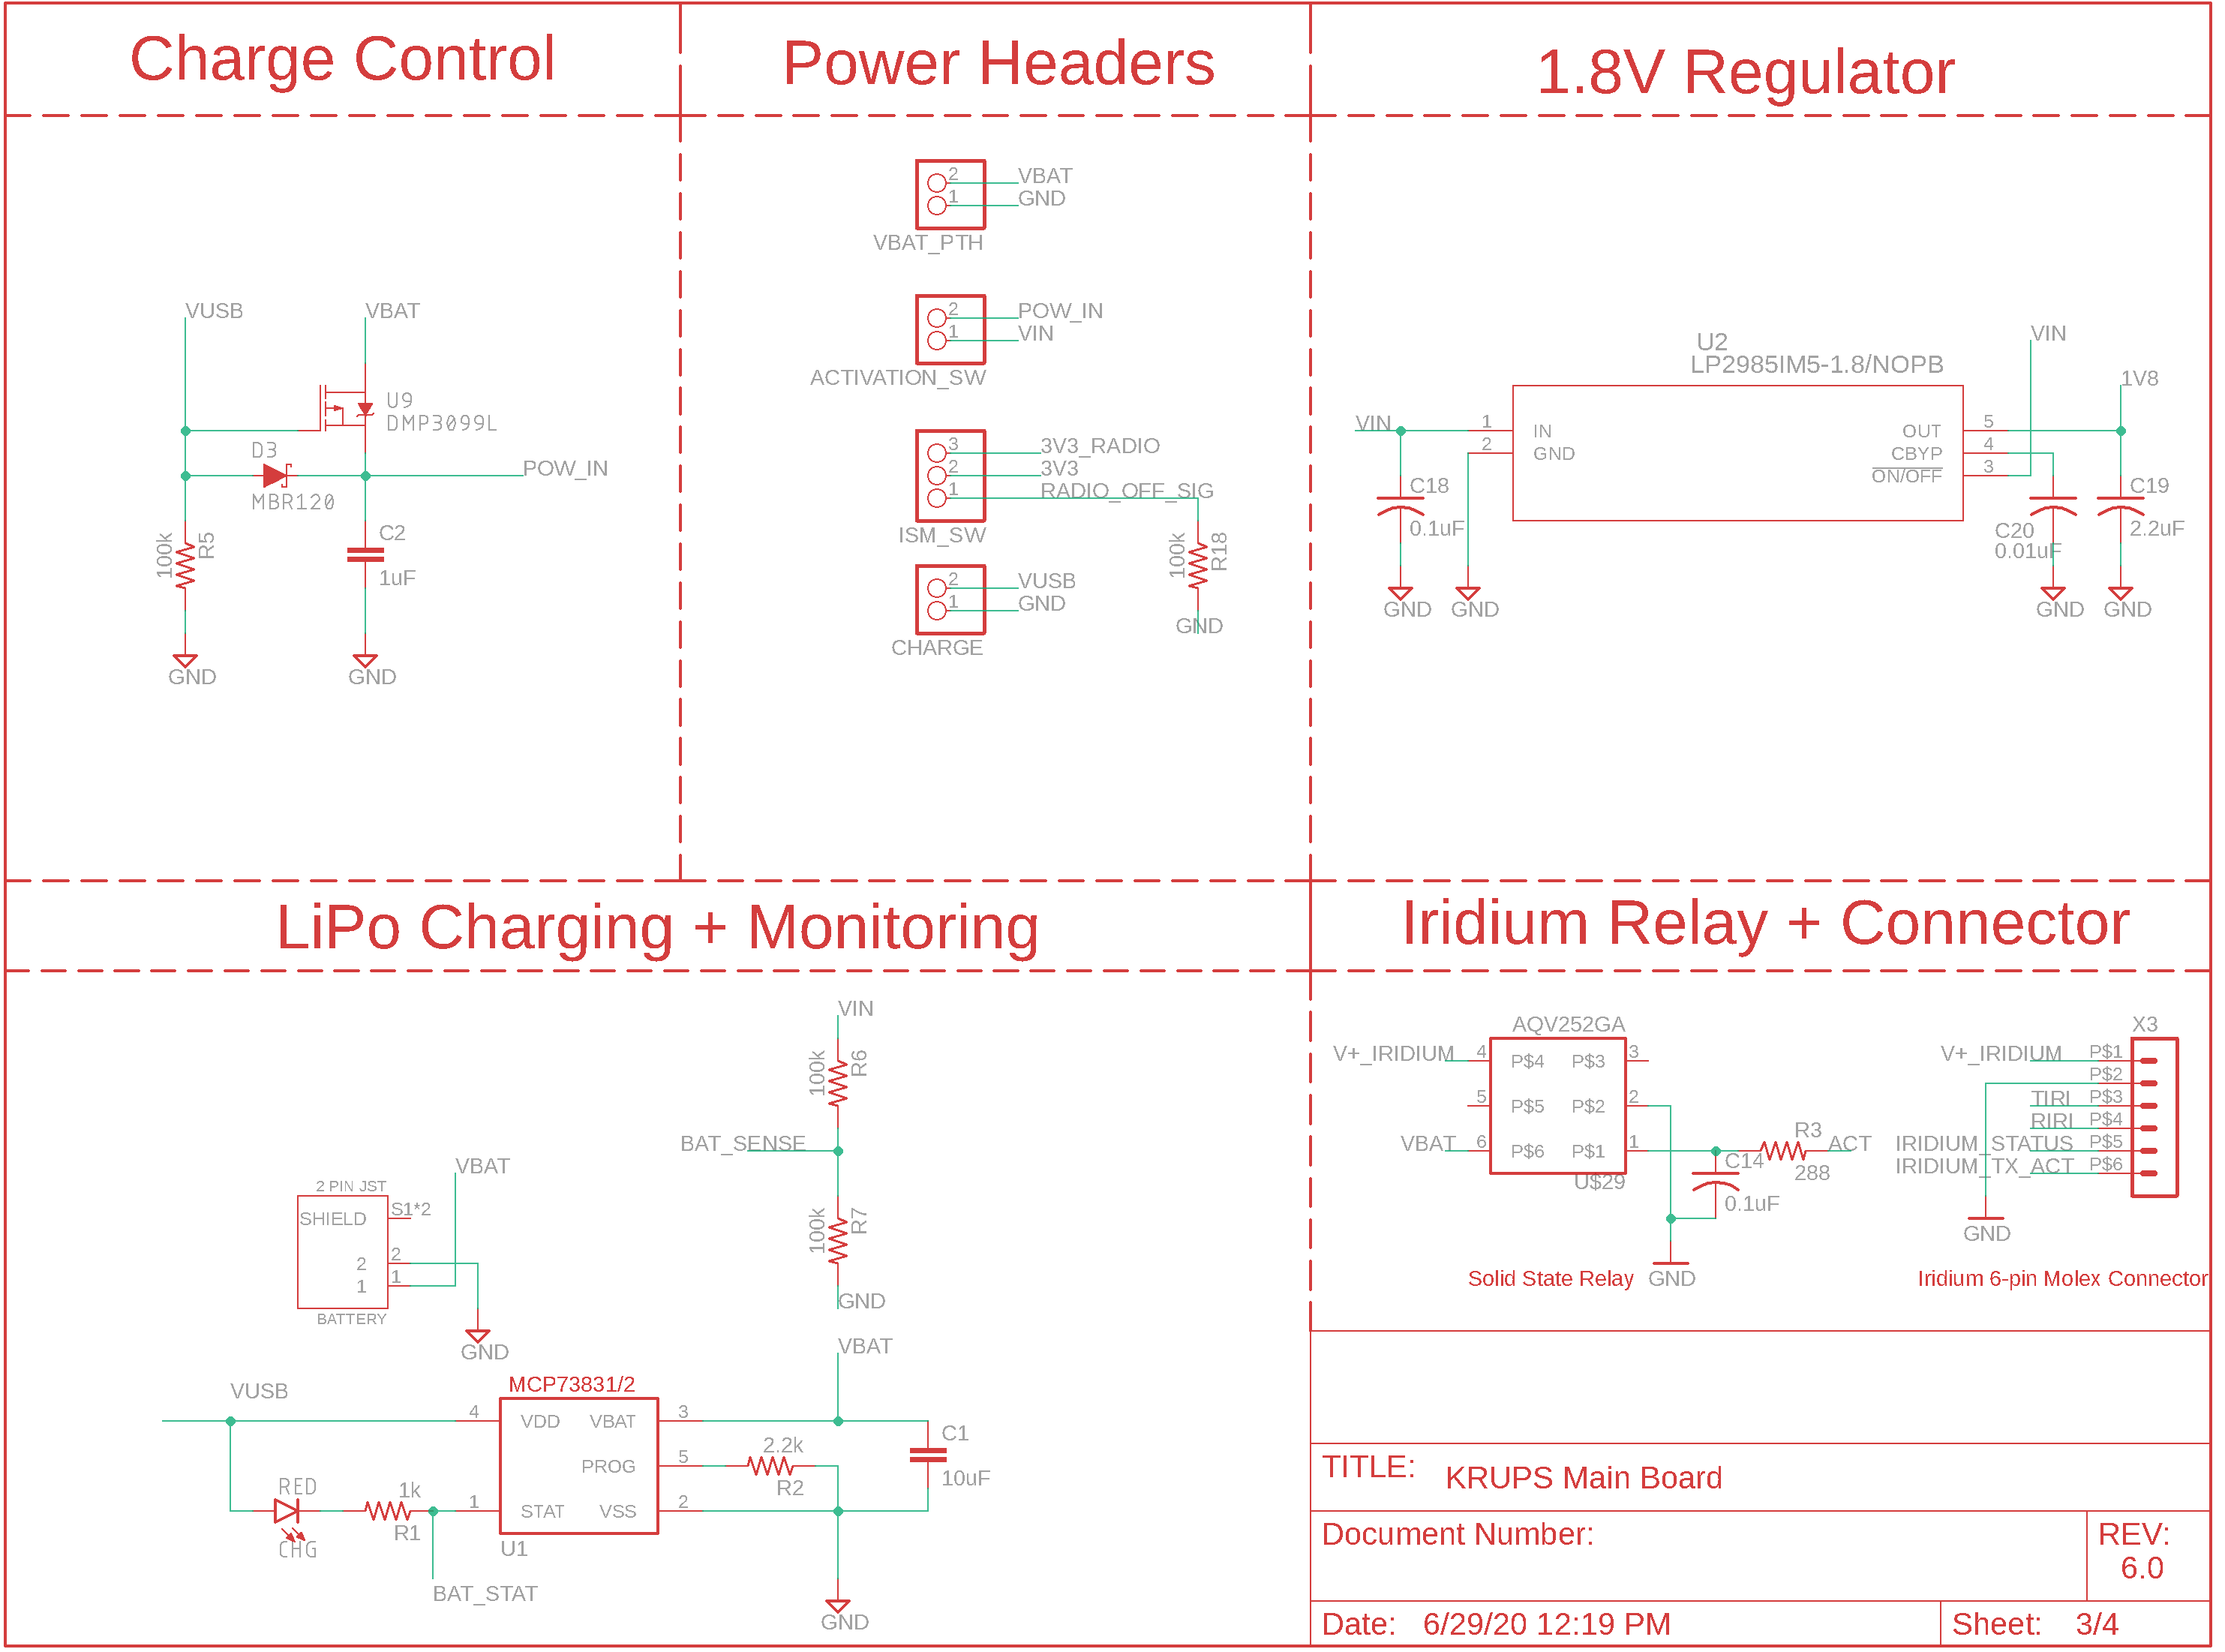 Charge Control
VUSB
VBAT
U9
DMP3099L
D3
MBR120
POW_IN
100k
R5
C2
1uF
GND
GND
Power Headers
2
VBAT
1
GND
VBAT_PTH
2
POW_IN
1
VIN
ACTIVATION_SW
3
3V3_RADIO
2
3V3
1
RADIO_OFF_SIG
ISM_SW
100k
R18
GND
2
VUSB
1
GND
CHARGE
1.8V Regulator
U2
LP2985IM5-1.8/NOPB
VIN
1V8
VIN
1
IN
2
GND
OUT
5
CBYP
4
ON/OFF
3
C18
0.1uF
C20
0.01uF
C19
2.2uF
GND
GND
GND
GND
LiPo Charging + Monitoring
VIN
100k
R6
BAT_SENSE
100k
R7
GND
2 PIN JST
SHIELD
S1*2
2
2
1
1
BATTERY
VBAT
GND
VUSB
MCP73831/2
VBAT
4
VDD
VBAT
3
PROG
5
STAT
VSS
2
1
U1
2.2k
R2
C1
10uF
RED
CHG
1k
R1
BAT_STAT
GND
Iridium Relay + Connector
AQV252GA
V+_IRIDIUM
4
P$4
P$3
3
5
P$5
P$2
2
VBAT
6
P$6
P$1
1
U$29
R3
288
ACT
C14
0.1uF
Solid State Relay
GND
X3
V+_IRIDIUM
P$1
P$2
TIRI
P$3
RIRI
P$4
IRIDIUM_STATUS
P$5
IRIDIUM_TX_ACT
P$6
GND
Iridium 6-pin Molex Connector
TITLE: KRUPS Main Board
Document Number:
REV:
6.0
Date: 6/29/20 12:19 PM
Sheet: 3/4